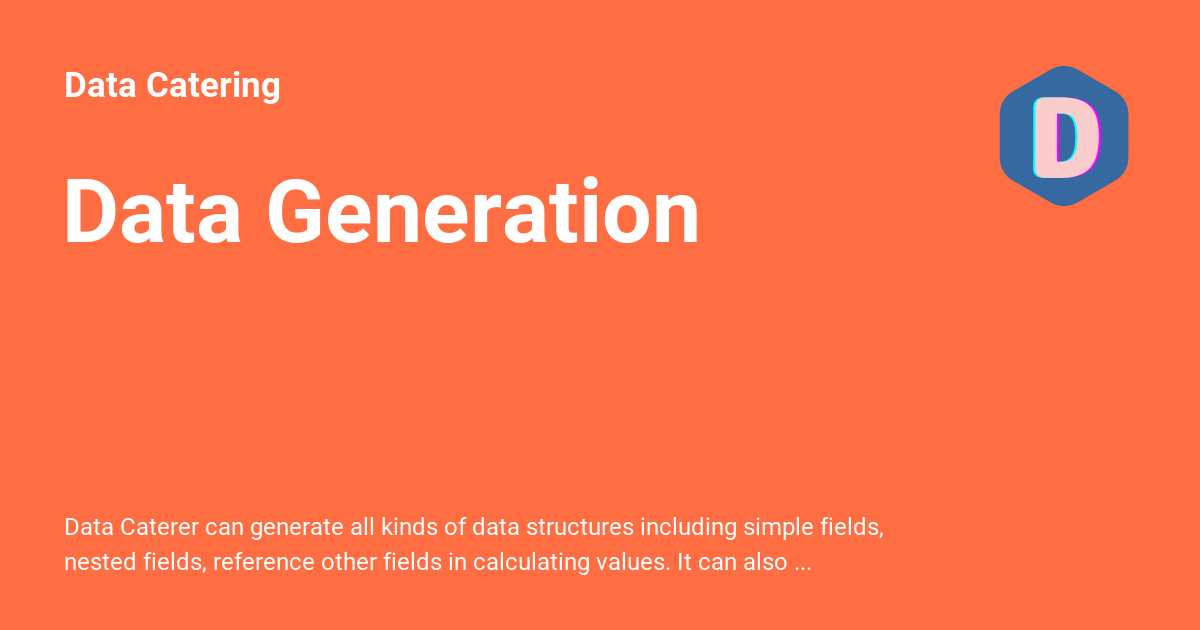 Data Catering
D
Data Generation
Data Caterer can generate all kinds of data structures including simple fields,
nested fields, reference other fields in calculating values. It can also ...